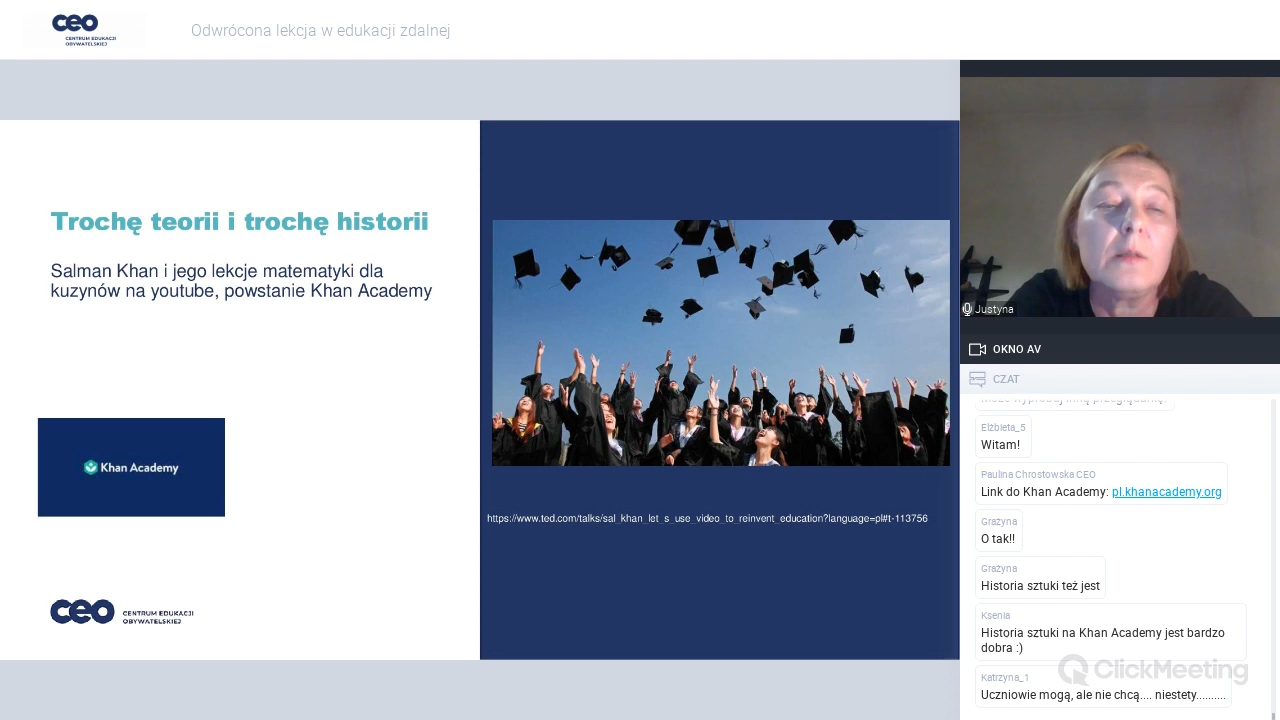 ceo
CENTRUM EDUKACJI
OBYWATELSKIEJ
Odwrócona lekcja w edukacji zdalnej
Trochę teorii i trochę historii
Salman Khan i jego lekcje matematyki dla
kuzynów na youtube, powstanie Khan Academy
Khan Academy
ceo
CENTRUM EDUKACJI
OBYWATELSKIEJ
https://www.ted.com/talks/sal_khan_let_s_use_video_to_reinvent_education?language=pl#t-113756
Justyna
OKNO AV
CZAT
Elżbieta_5
Witam!
Paulina Chrostowska CEO
Link do Khan Academy: pl.khanacademy.org
Grażyna
O tak!!
Grażyna
Historia sztuki też jest
Ksenia
Historia sztuki na Khan Academy jest bardzo
dobra :)
ClickMeeting
Katrzyna_1
Uczniowie mogą, ale nie chcą.... niestety..........